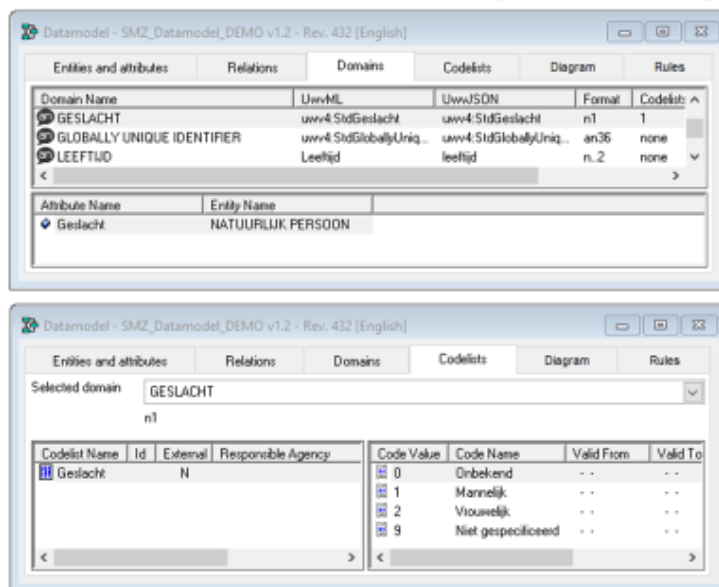 Datamodel - SMZ_Datamodel_DEMO v1.2 - Rev. 432 [English]
Entities and attributes Relations Domains Codelists Diagram Rules
Domain Name UwvML UwvJSON Format Codelists
GESLACHT uwv4:StdGeslacht uwv4:StdGeslacht n1 1
GLOBALLY UNIQUE IDENTIFIER uwv4:StdGloballyUniq... uwv4:StdGloballyUniq... an36 none
LEEFTIJD Leeftijd leeftijd n..2 none
Attribute Name Entity Name
Geslacht NATUURLIJK PERSOON
Datamodel - SMZ_Datamodel_DEMO v1.2 - Rev. 432 [English]
Entities and attributes Relations Domains Codelists Diagram Rules
Selected domain GESLACHT
n1
Codelist Name Id External Responsible Agency Code Value Code Name Valid From Valid To
Geslacht N 0 Onbekend - - - -
1 Mannelijk - - - -
2 Vrouwelijk - - - -
9 Niet gespecificeerd - - - -